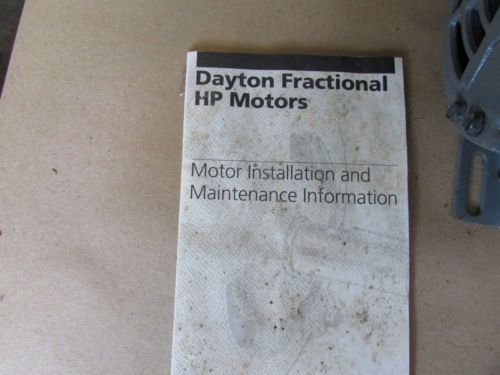 Dayton Fractional
HP Motors
Motor Installation and
Maintenance Information